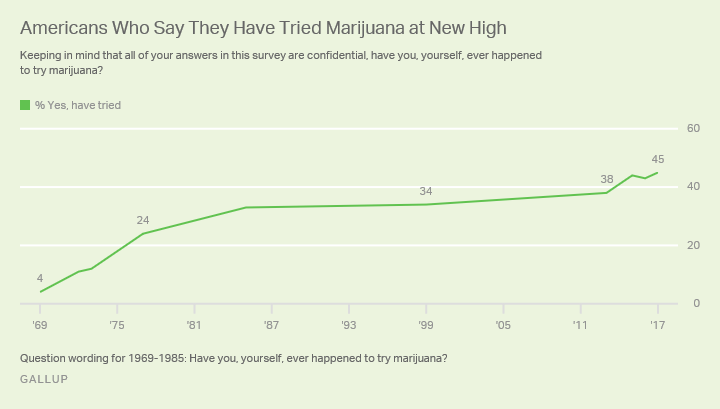 Americans Who Say They Have Tried Marijuana at New High
Keeping in mind that all of your answers in this survey are confidential, have you, yourself, ever happened
to try marijuana?
% Yes, have tried
60
45
38
34
40
24
20
4
0
'69 '75 '81 '87 '93 '99 '05 '11 '17
Question wording for 1969-1985: Have you, yourself, ever happened to try marijuana?
GALLUP